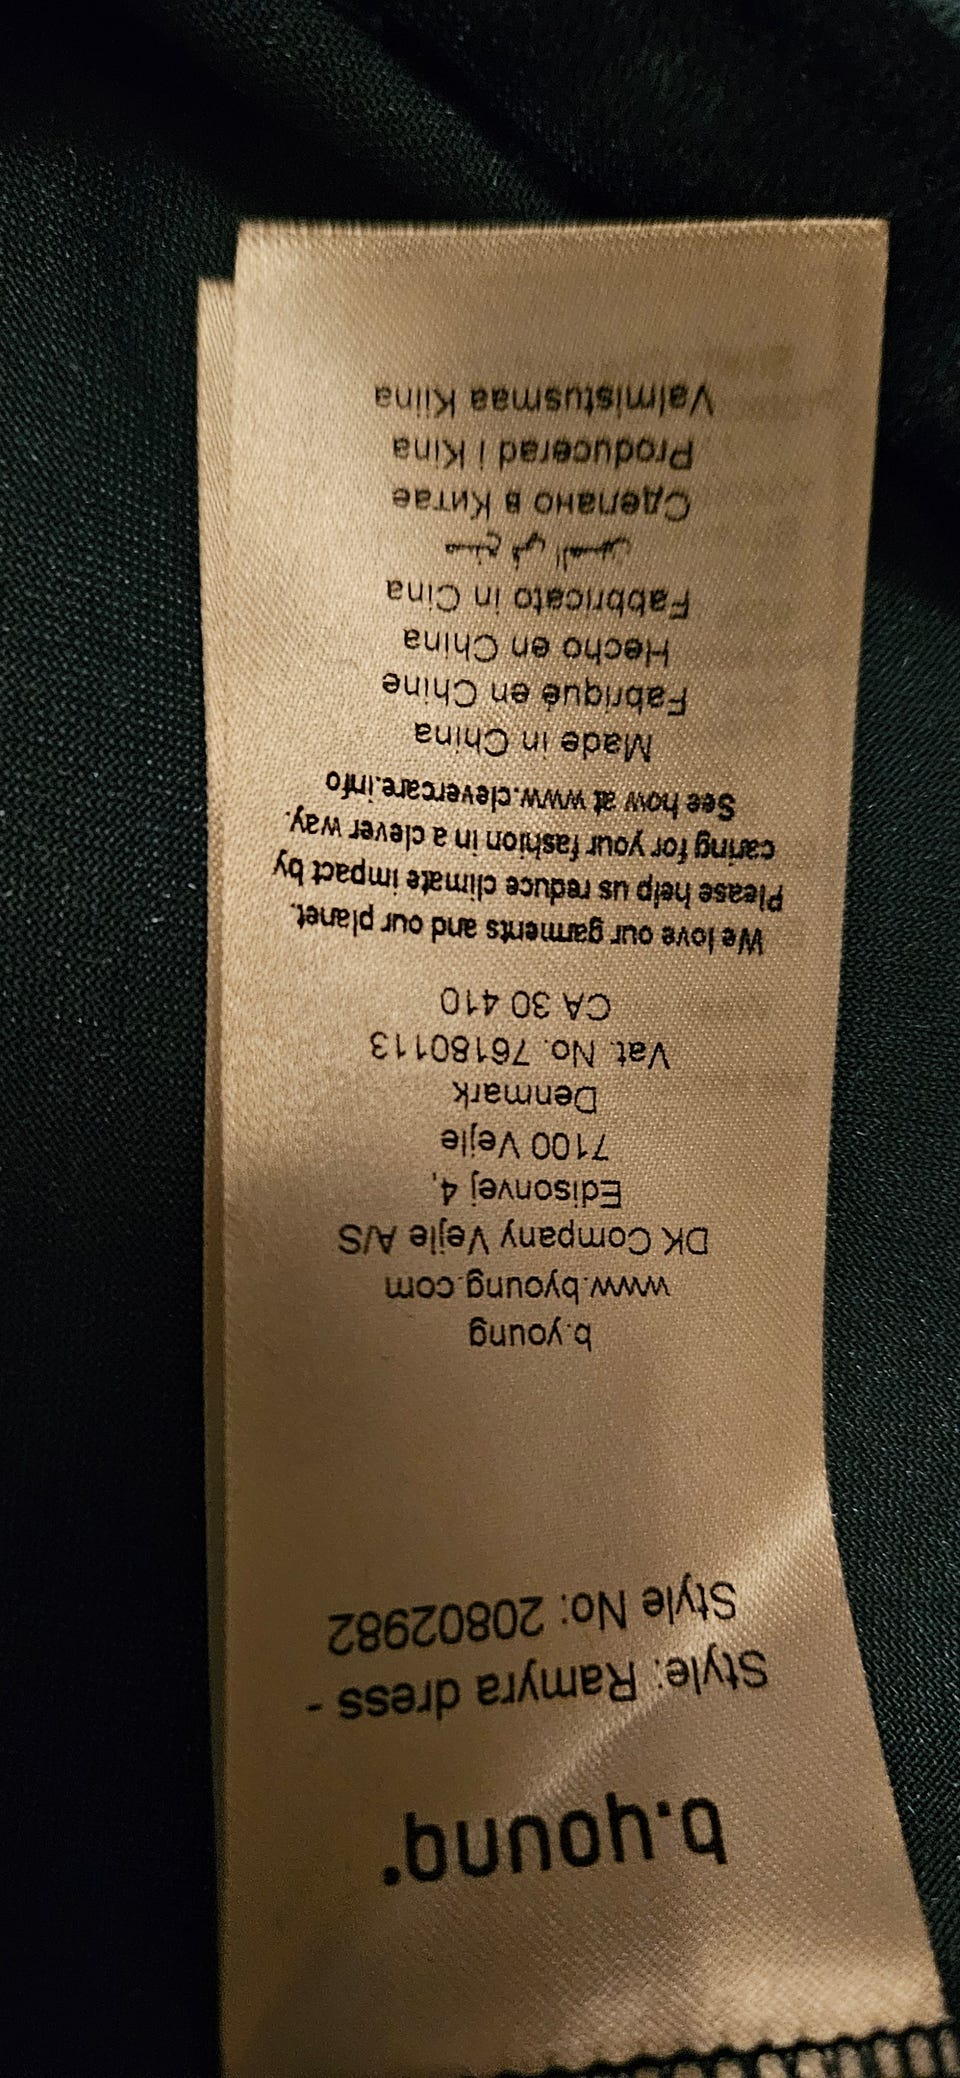 b.young.
Style: Ramyra dress -
Style No: 20802982
b.young
www.byoung.com
DK Company Vejle A/S
Edisonvej 4,
7100 Vejle
Denmark
Vat. No. 76180113
CA 30 410
We love our garments and our planet.
Please help us reduce climate impact by
caring for your fashion in a clever way.
See how at www.clevercare.info
Made in China
Fabriqué en Chine
Hecho en China
Fabbricato in Cina
صنع في الصين
Сделано в Китае
Producerad i Kina
Valmistusmaa Kiina